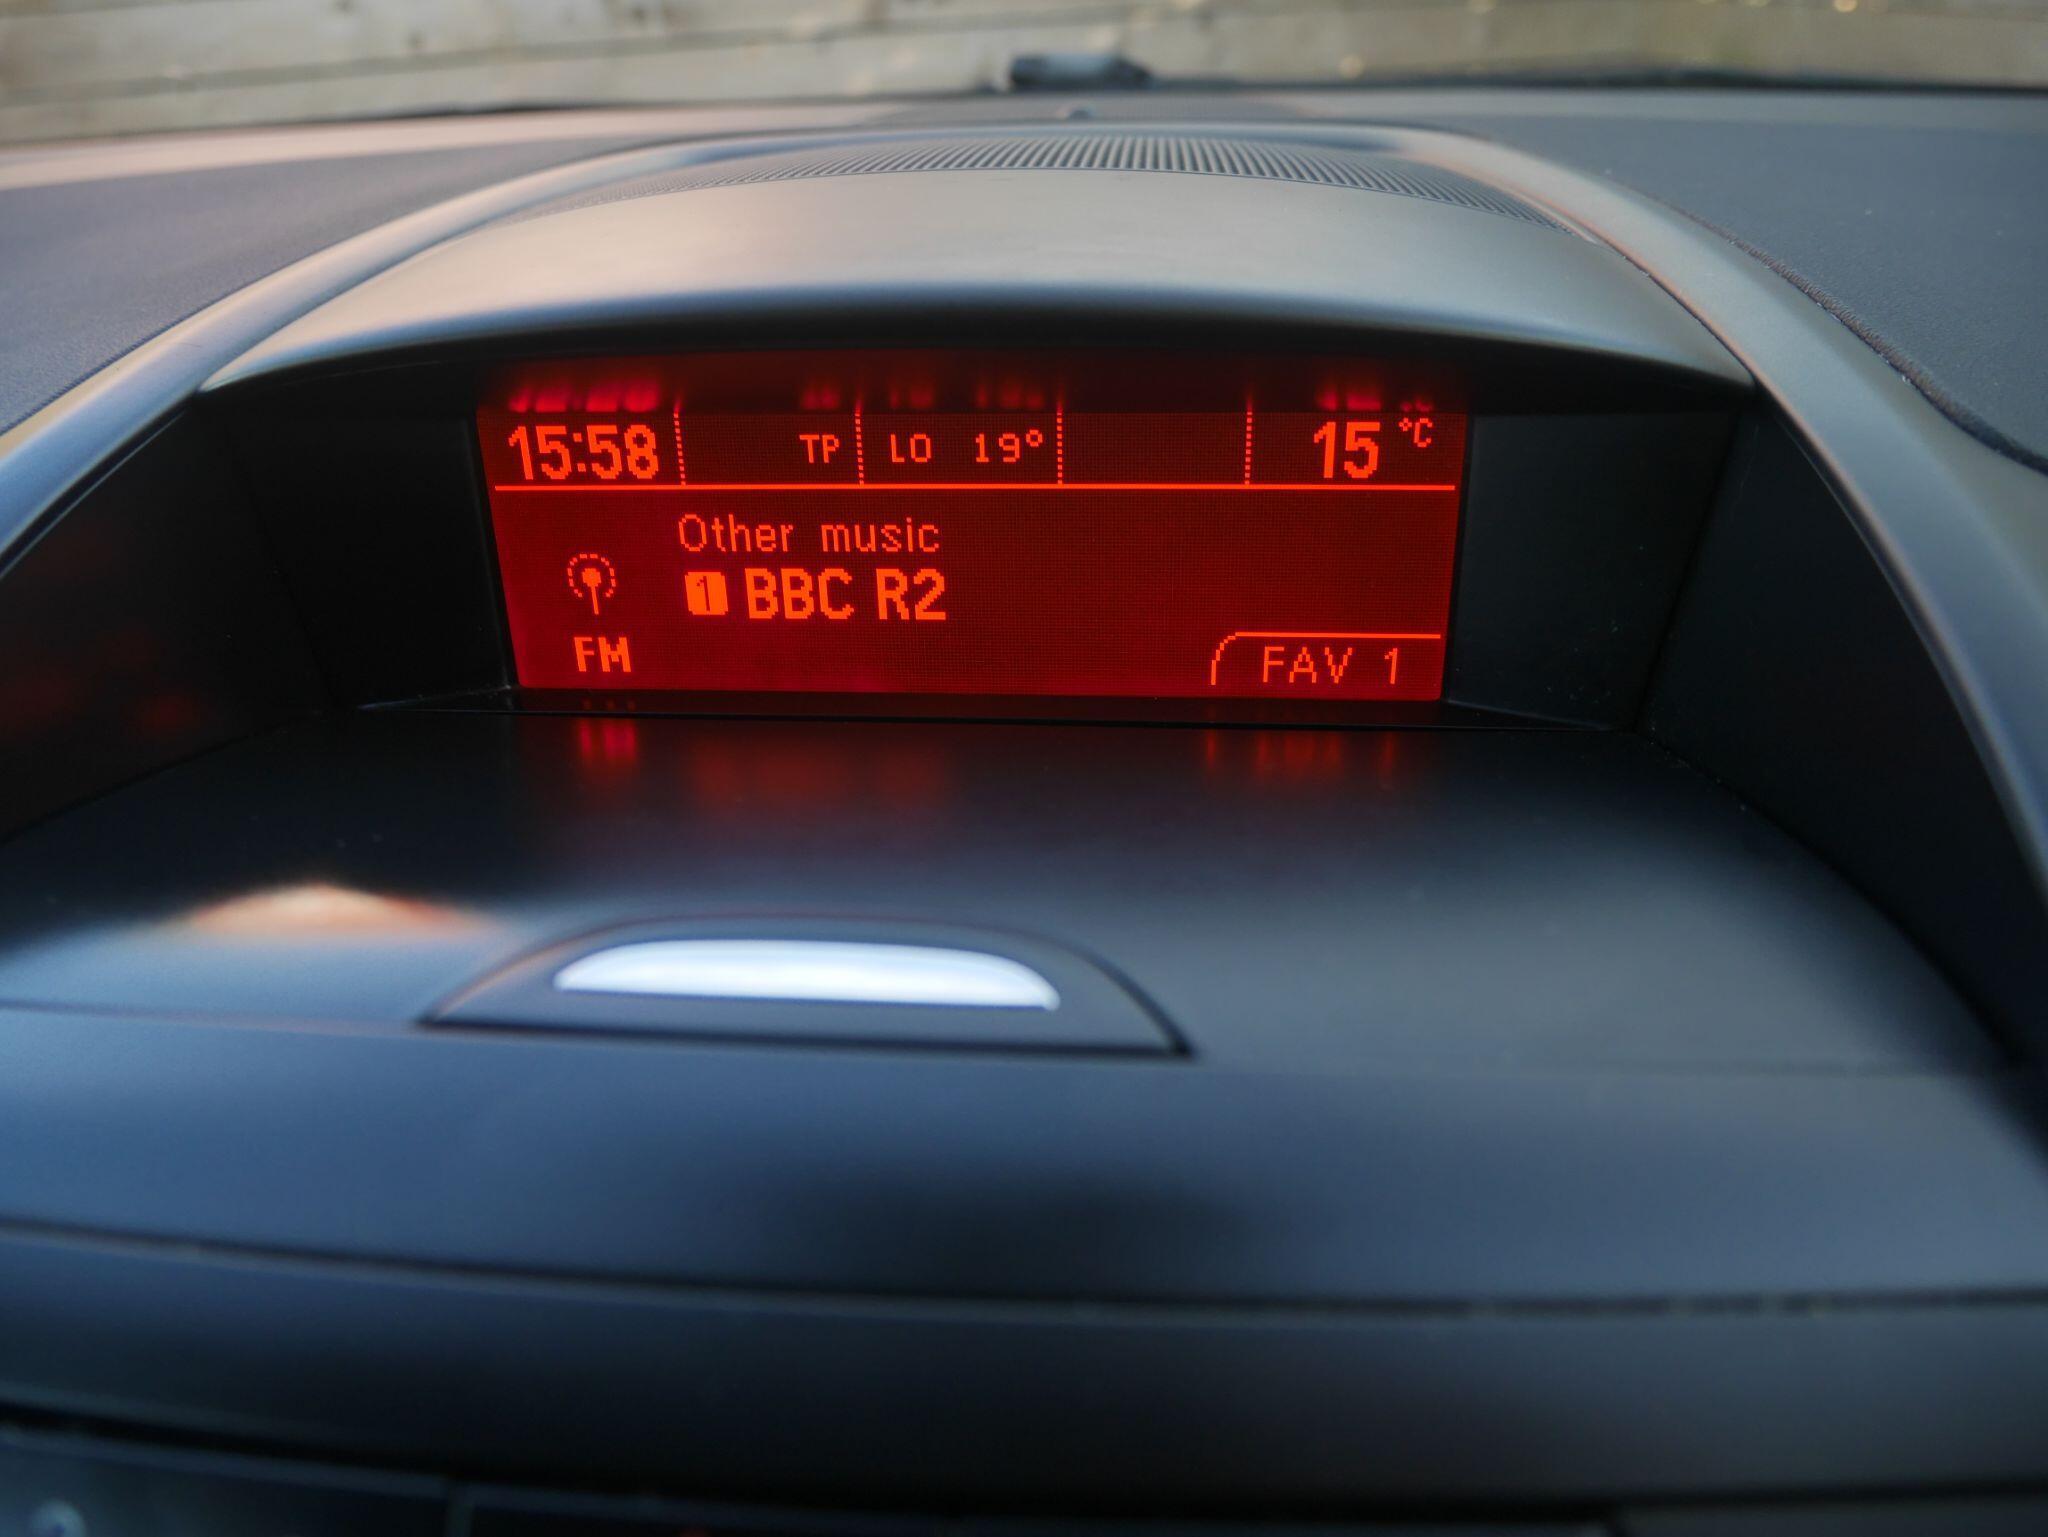 15:58 TP LO 19° 15 °C
Other music
1 BBC R2
FM
FAV 1